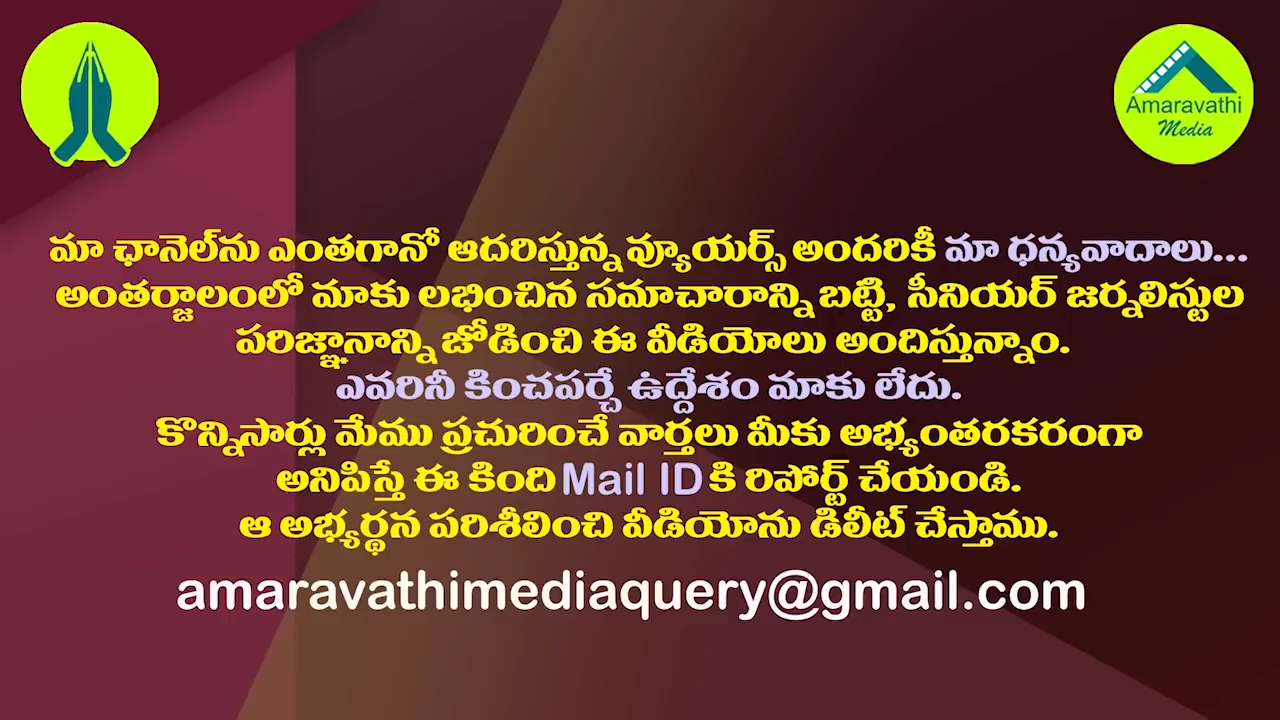 Amaravathi
Media
మా ఛానెల్‌ను ఎంతగానో ఆదరిస్తున్న వ్యూయర్స్ అందరికీ మా ధన్యవాదాలు...
అంతర్జాలంలో మాకు లభించిన సమాచారాన్ని బట్టి, సీనియర్ జర్నలిస్టుల
పరిజ్ఞానాన్ని జోడించి ఈ వీడియోలు అందిస్తున్నాం.
ఎవరినీ కించపర్చే ఉద్దేశం మాకు లేదు.
కొన్నిసార్లు మేము ప్రచురించే వార్తలు మీకు అభ్యంతరకరంగా
అనిపిస్తే ఈ కింది Mail ID కి రిపోర్ట్ చేయండి.
ఆ అభ్యర్థన పరిశీలించి వీడియోను డిలీట్ చేస్తాము.
amaravathimediaquery@gmail.com